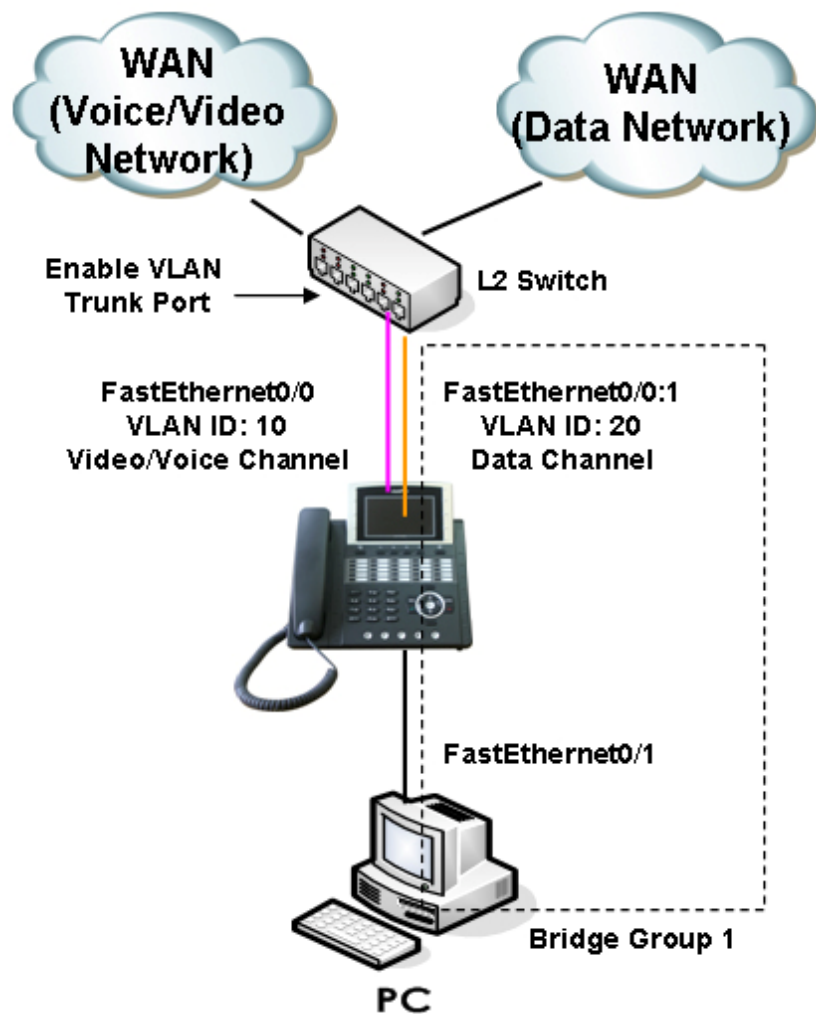 WAN
(Voice/Video
Network)
WAN
(Data Network)
Enable VLAN
Trunk Port
L2 Switch
FastEthernet0/0
VLAN ID: 10
Video/Voice Channel
FastEthernet0/0:1
VLAN ID: 20
Data Channel
FastEthernet0/1
Bridge Group 1
PC